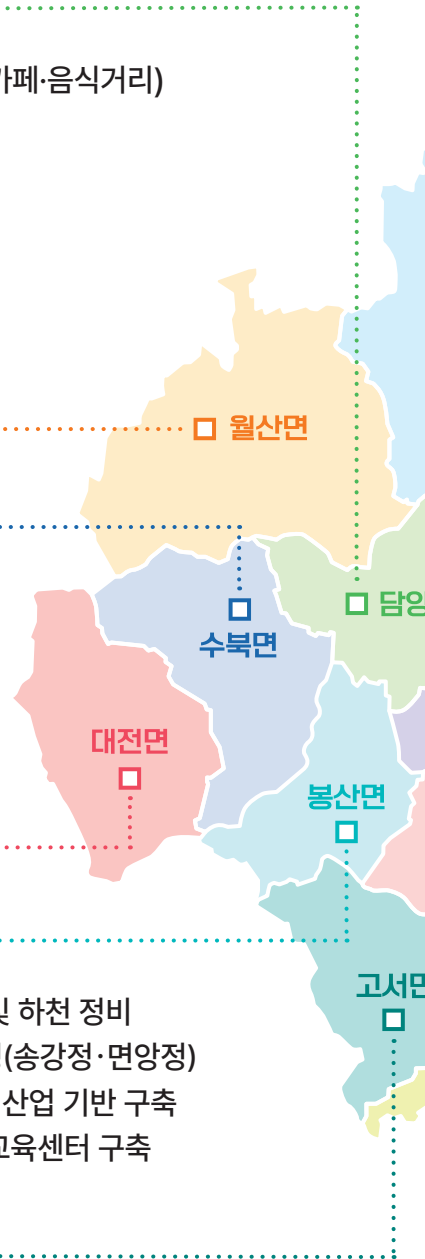 카페·음식거리)
월산면
담양
수북면
대전면
봉산면
고서면
및 하천 정비
(송강정·면앙정)
산업 기반 구축
교육센터 구축